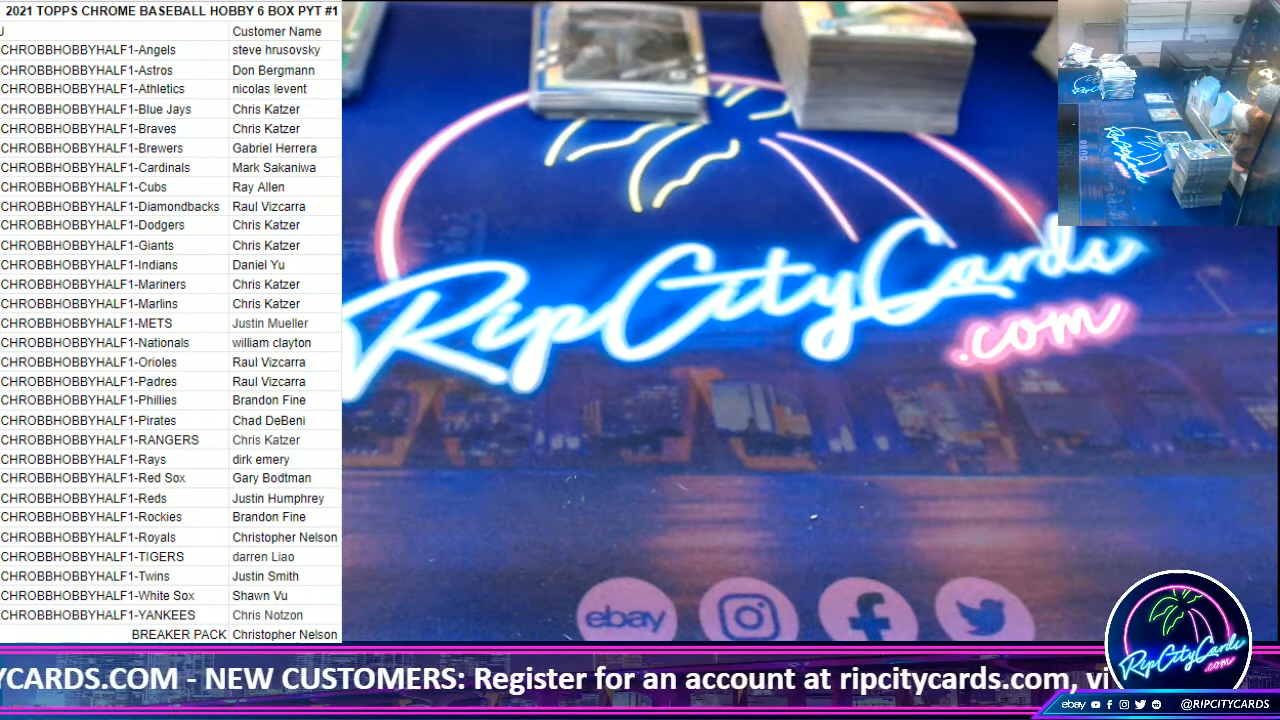 2021 TOPPS CHROME BASEBALL HOBBY 6 BOX PYT #1
Customer Name
CHROBBHOBBYHALF1-Angels steve hrusovsky
CHROBBHOBBYHALF1-Astros Don Bergmann
CHROBBHOBBYHALF1-Athletics nicolas levent
CHROBBHOBBYHALF1-Blue Jays Chris Katzer
CHROBBHOBBYHALF1-Braves Chris Katzer
CHROBBHOBBYHALF1-Brewers Gabriel Herrera
CHROBBHOBBYHALF1-Cardinals Mark Sakaniwa
CHROBBHOBBYHALF1-Cubs Ray Allen
CHROBBHOBBYHALF1-Diamondbacks Raul Vizcarra
CHROBBHOBBYHALF1-Dodgers Chris Katzer
CHROBBHOBBYHALF1-Giants Chris Katzer
CHROBBHOBBYHALF1-Indians Daniel Yu
CHROBBHOBBYHALF1-Mariners Chris Katzer
CHROBBHOBBYHALF1-Marlins Chris Katzer
CHROBBHOBBYHALF1-METS Justin Mueller
CHROBBHOBBYHALF1-Nationals william clayton
CHROBBHOBBYHALF1-Orioles Raul Vizcarra
CHROBBHOBBYHALF1-Padres Raul Vizcarra
CHROBBHOBBYHALF1-Phillies Brandon Fine
CHROBBHOBBYHALF1-Pirates Chad DeBeni
CHROBBHOBBYHALF1-RANGERS Chris Katzer
CHROBBHOBBYHALF1-Rays dirk emery
CHROBBHOBBYHALF1-Red Sox Gary Bodtman
CHROBBHOBBYHALF1-Reds Justin Humphrey
CHROBBHOBBYHALF1-Rockies Brandon Fine
CHROBBHOBBYHALF1-Royals Christopher Nelson
CHROBBHOBBYHALF1-TIGERS darren Liao
CHROBBHOBBYHALF1-Twins Justin Smith
CHROBBHOBBYHALF1-White Sox Shawn Vu
CHROBBHOBBYHALF1-YANKEES Chris Notzon
BREAKER PACK Christopher Nelson
RipCityCards
.com
ebay
YCARDS.COM - NEW CUSTOMERS: Register for an account at ripcitycards.com, vi
RipCityCards
.com
ebay @RIPCITYCARDS